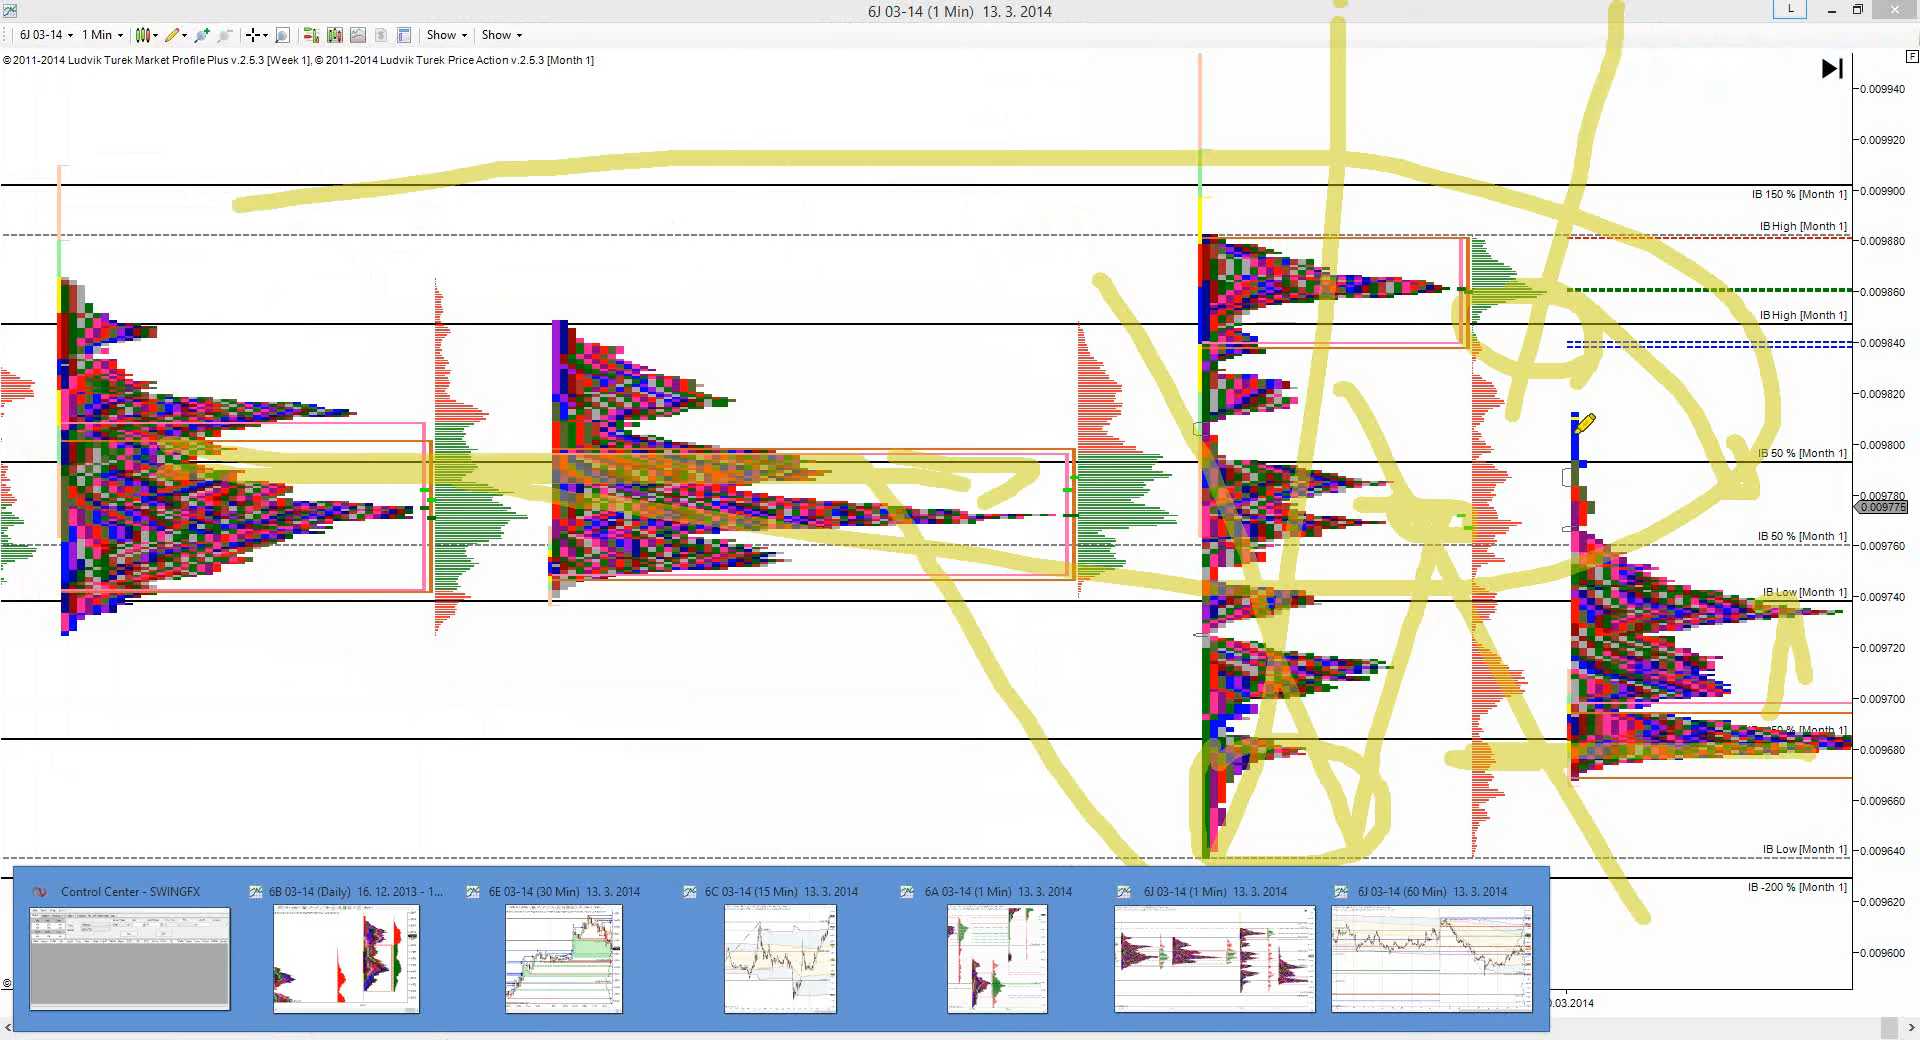 6J 03-14 (1 Min)  13. 3. 2014
L
6J 03-14  1 Min  Show  Show
©2011-2014 Ludvik Turek Market Profile Plus v.2.5.3 [Week 1], © 2011-2014 Ludvik Turek Price Action v.2.5.3 [Month 1]
F
0.009940
0.009920
IB 150 % [Month 1]
0.009900
IB High [Month 1]
0.009880
0.009860
IB High [Month 1]
0.009840
0.009820
0.009800
IB 50 % [Month 1]
0.009780
0.009775
IB 50 % [Month 1]
0.009760
IB Low [Month 1]
0.009740
0.009720
0.009700
50 % [Month 1]
0.009680
0.009660
IB Low [Month 1]
0.009640
IB -200 % [Month 1]
0.009620
0.009600
Control Center - SWINGFX
6B 03-14 (Daily)  16. 12. 2013 - 1...
6E 03-14 (30 Min)  13. 3. 2014
6C 03-14 (15 Min)  13. 3. 2014
6A 03-14 (1 Min)  13. 3. 2014
6J 03-14 (1 Min)  13. 3. 2014
6J 03-14 (60 Min)  13. 3. 2014
©
0.03.2014